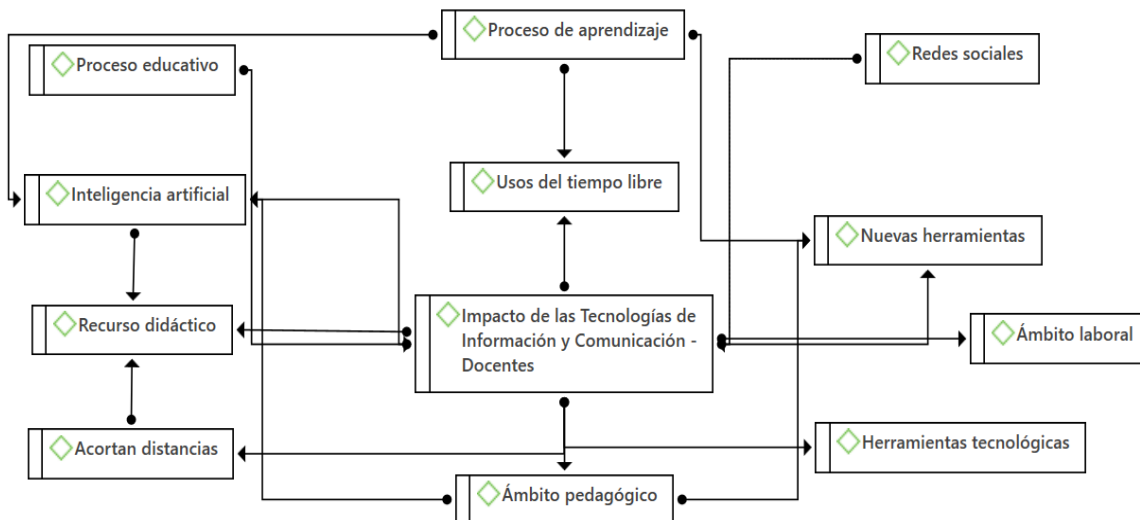 Proceso de aprendizaje
Proceso educativo
Redes sociales
Inteligencia artificial
Usos del tiempo libre
Nuevas herramientas
Recurso didáctico
Impacto de las Tecnologías de
Información y Comunicación -
Docentes
Ámbito laboral
Acortan distancias
Herramientas tecnológicas
Ámbito pedagógico